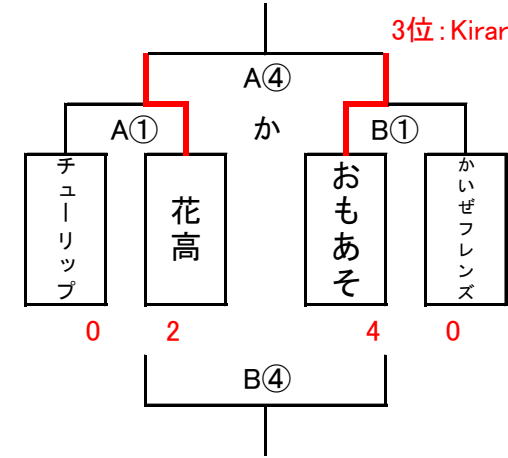 3位：Kirar
A④
A①
か
B①
チューリップ
花高
おもあそ
かいぜフレンズ
0
2
4
0
B④